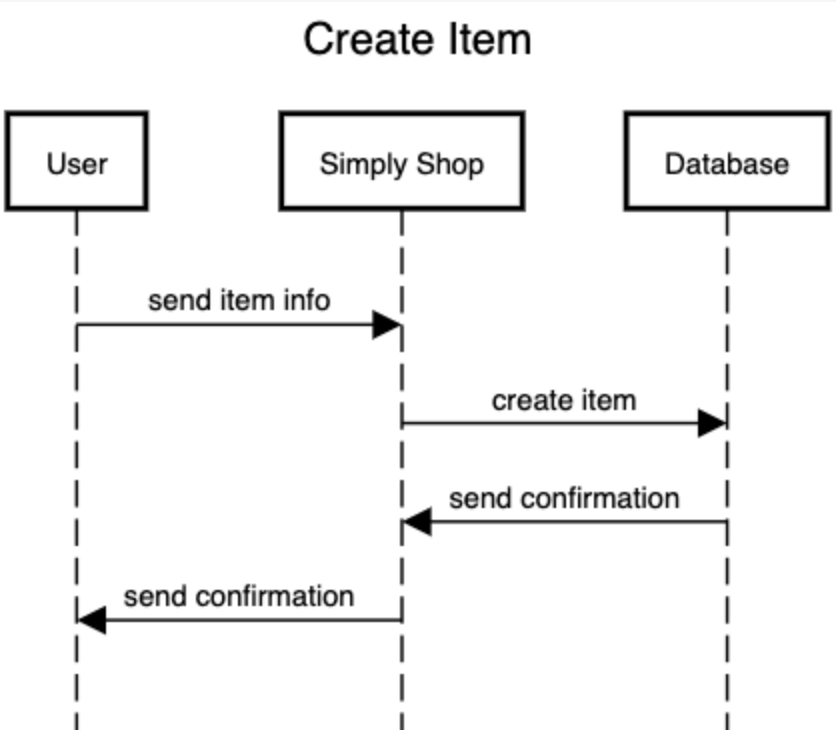 Create Item
User
Simply Shop
Database
send item info
create item
send confirmation
send confirmation